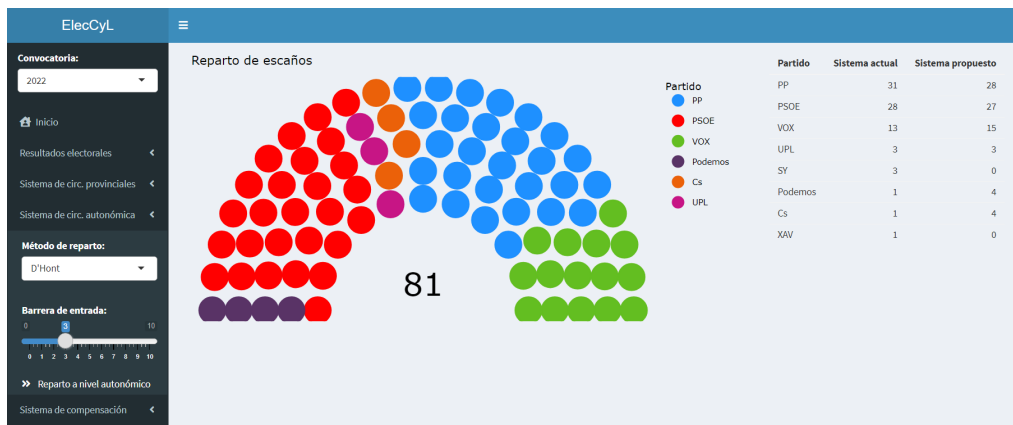 ElecCyL
Convocatoria:
2022
Inicio
Resultados electorales
Sistema de circ. provinciales
Sistema de circ. autonómica
Método de reparto:
D'Hont
Barrera de entrada:
0 3 10
0 1 2 3 4 5 6 7 8 9 10
Reparto a nivel autonómico
Sistema de compensación
Reparto de escaños
81
Partido
PP
PSOE
VOX
Podemos
Cs
UPL
Partido Sistema actual Sistema propuesto
PP 31 28
PSOE 28 27
VOX 13 15
UPL 3 3
SY 3 0
Podemos 1 4
Cs 1 4
XAV 1 0